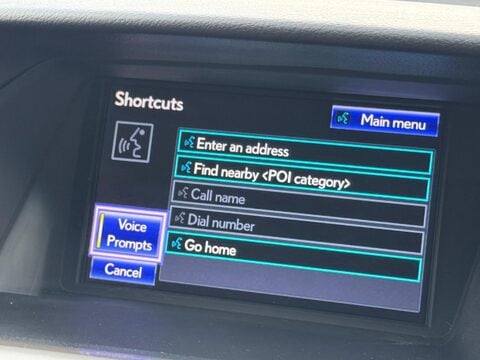 Shortcuts
Main menu
Enter an address
Find nearby <POI category>
Call name
Dial number
Go home
Voice
Prompts
Cancel